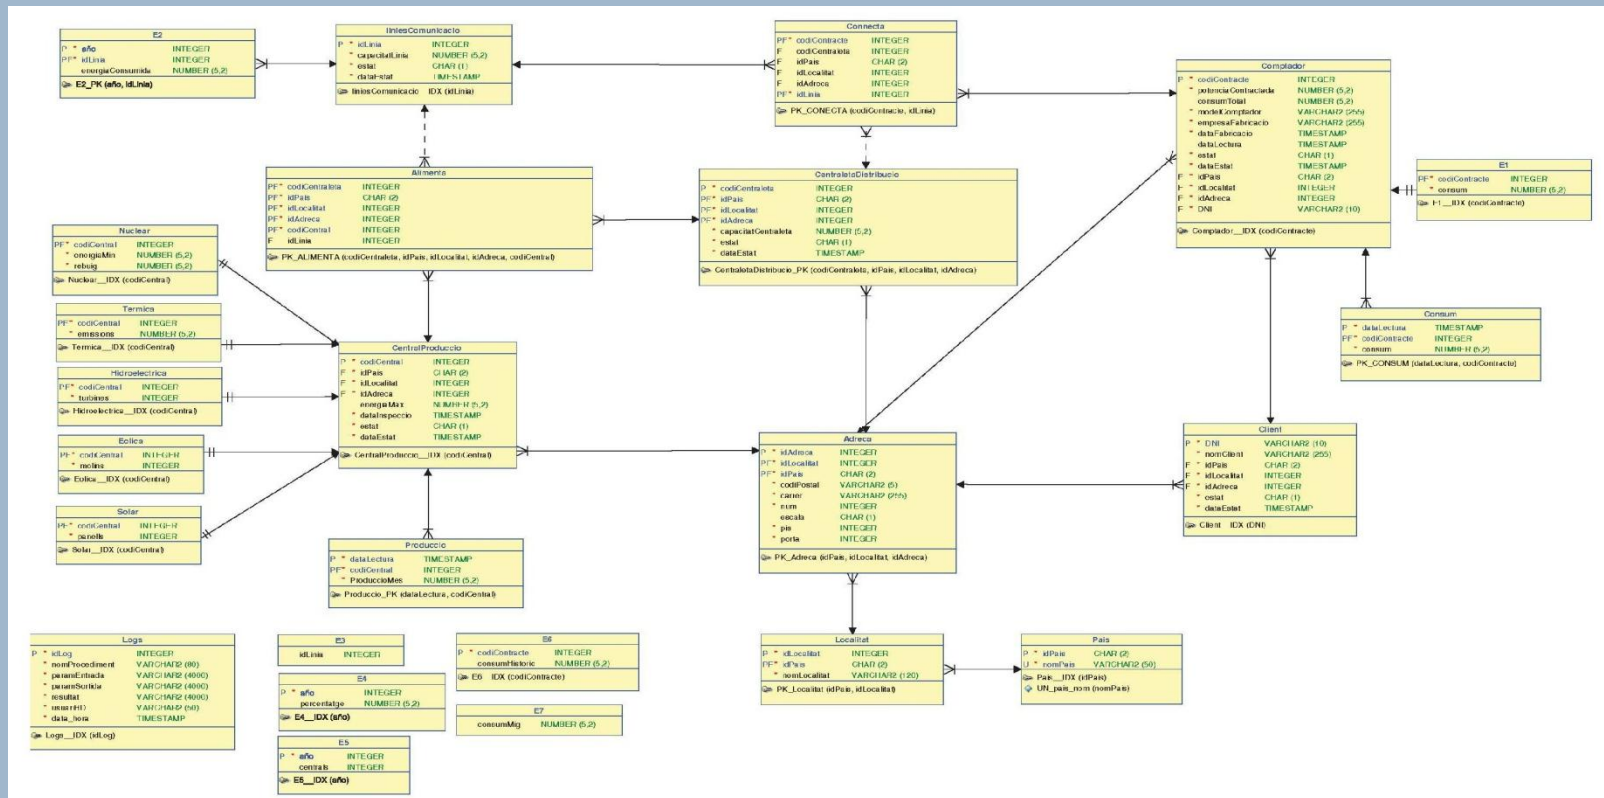 E2
P * año INTEGER
PF* idLinia INTEGER
energiaConsumida NUMBER (5,2)
E2_PK (año, idLinia)
liniesComunicacio
P * idLinia INTEGER
* capacitatLinia NUMBER (5,2)
* estat CHAR (1)
* dataEstat TIMESTAMP
liniesComunicacio__IDX (idLinia)
Connecta
PF* codiContracte INTEGER
F codiCentraleta INTEGER
F idPais CHAR (2)
F idLocalitat INTEGER
F idAdreca INTEGER
PF* idLinia INTEGER
PK_CONECTA (codiContracte, idLinia)
Comptador
P * codiContracte INTEGER
* potenciaContractada NUMBER (5,2)
consumTotal NUMBER (5,2)
* modelComptador VARCHAR2 (255)
* empresaFabricacio VARCHAR2 (255)
* dataFabricacio TIMESTAMP
dataLectura TIMESTAMP
* estat CHAR (1)
* dataEstat TIMESTAMP
F * idPais CHAR (2)
F * idLocalitat INTEGER
F * idAdreca INTEGER
F * DNI VARCHAR2 (10)
Comptador__IDX (codiContracte)
E1
PF* codiContracte INTEGER
* consum NUMBER (5,2)
E1__IDX (codiContracte)
Alimenta
PF* codiCentraleta INTEGER
PF* idPais CHAR (2)
PF* idLocalitat INTEGER
PF* idAdreca INTEGER
PF* codiCentral INTEGER
F idLinia INTEGER
PK_ALIMENTA (codiCentraleta, idPais, idLocalitat, idAdreca, codiCentral)
CentraletaDistribucio
P * codiCentraleta INTEGER
PF* idPais CHAR (2)
PF* idLocalitat INTEGER
PF* idAdreca INTEGER
* capacitatCentraleta NUMBER (5,2)
* estat CHAR (1)
* dataEstat TIMESTAMP
CentraletaDistribucio_PK (codiCentraleta, idPais, idLocalitat, idAdreca)
Nuclear
PF* codiCentral INTEGER
* energiaMin NUMBER (5,2)
* rebuig NUMBER (5,2)
Nuclear__IDX (codiCentral)
Termica
PF* codiCentral INTEGER
* emissions NUMBER (5,2)
Termica__IDX (codiCentral)
Hidroelectrica
PF* codiCentral INTEGER
* turbines INTEGER
Hidroelectrica__IDX (codiCentral)
Eolica
PF* codiCentral INTEGER
* molins INTEGER
Eolica__IDX (codiCentral)
Solar
PF* codiCentral INTEGER
* panells INTEGER
Solar__IDX (codiCentral)
CentralProduccio
P * codiCentral INTEGER
F * idPais CHAR (2)
F * idLocalitat INTEGER
F * idAdreca INTEGER
energiaMax NUMBER (5,2)
* dataInspeccio TIMESTAMP
* estat CHAR (1)
* dataEstat TIMESTAMP
CentralProduccio__IDX (codiCentral)
Produccio
P * dataLectura TIMESTAMP
PF* codiCentral INTEGER
* ProduccioMes NUMBER (5,2)
Produccio_PK (dataLectura, codiCentral)
Consum
P * dataLectura TIMESTAMP
PF* codiContracte INTEGER
* consum NUMBER (5,2)
PK_CONSUM (dataLectura, codiContracte)
Adreca
P * idAdreca INTEGER
PF* idLocalitat INTEGER
PF* idPais CHAR (2)
* codiPostal VARCHAR2 (5)
* carrer VARCHAR2 (255)
* num INTEGER
escala CHAR (1)
* pis INTEGER
* porta INTEGER
PK_Adreca (idPais, idLocalitat, idAdreca)
Client
P * DNI VARCHAR2 (10)
* nomClient VARCHAR2 (255)
F * idPais CHAR (2)
F * idLocalitat INTEGER
F * idAdreca INTEGER
* estat CHAR (1)
* dataEstat TIMESTAMP
Client__IDX (DNI)
Localitat
P * idLocalitat INTEGER
PF* idPais CHAR (2)
* nomLocalitat VARCHAR2 (120)
PK_Localitat (idPais, idLocalitat)
Pais
P * idPais CHAR (2)
U * nomPais VARCHAR2 (50)
Pais__IDX (idPais)
UN_pais_nom (nomPais)
Logs
P * idLog INTEGER
* nomProcediment VARCHAR2 (80)
* paramEntrada VARCHAR2 (4000)
* paramSortida VARCHAR2 (4000)
* resultat VARCHAR2 (4000)
* usuariBD VARCHAR2 (50)
* data_hora TIMESTAMP
Logs__IDX (idLog)
E3
idLinia INTEGER
E4
P * año INTEGER
percentatge NUMBER (5,2)
E4__IDX (año)
E5
P * año INTEGER
centrals INTEGER
E5__IDX (año)
E6
P * codiContracte INTEGER
consumHistoric NUMBER (5,2)
E6__IDX (codiContracte)
E7
consumMig NUMBER (5,2)